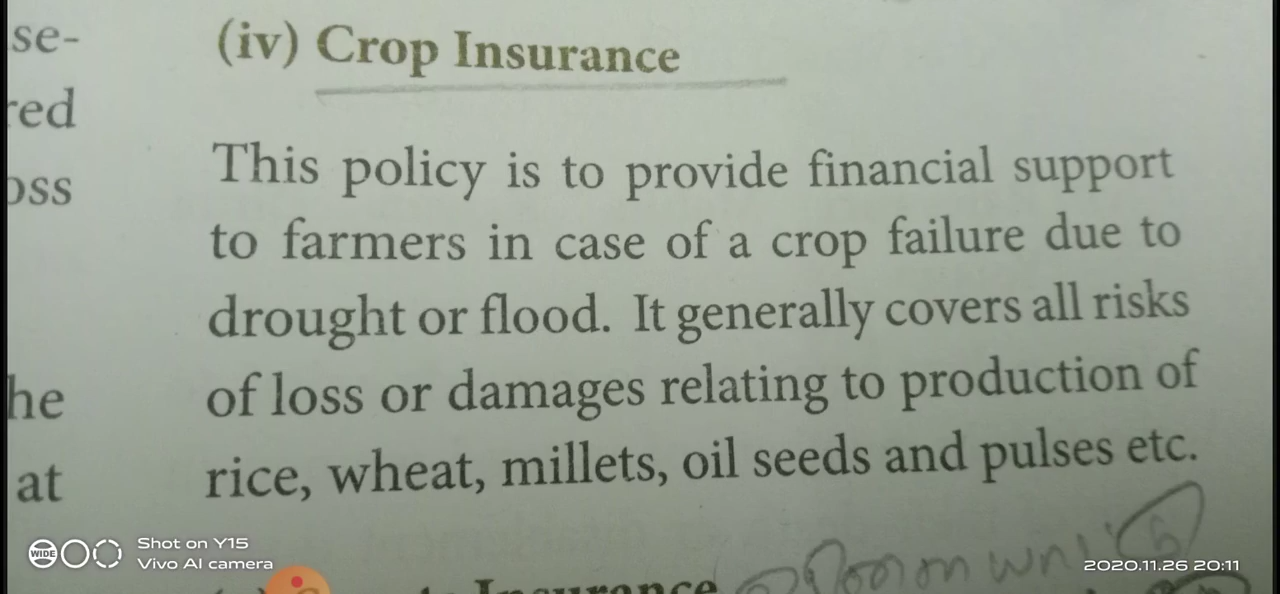 se-
red
oss
he
at
(iv) Crop Insurance
This policy is to provide financial support
to farmers in case of a crop failure due to
drought or flood. It generally covers all risks
of loss or damages relating to production of
rice, wheat, millets, oil seeds and pulses etc.
Insurance
WIDE
Shot on Y15
Vivo AI camera
2020.11.26 20:11